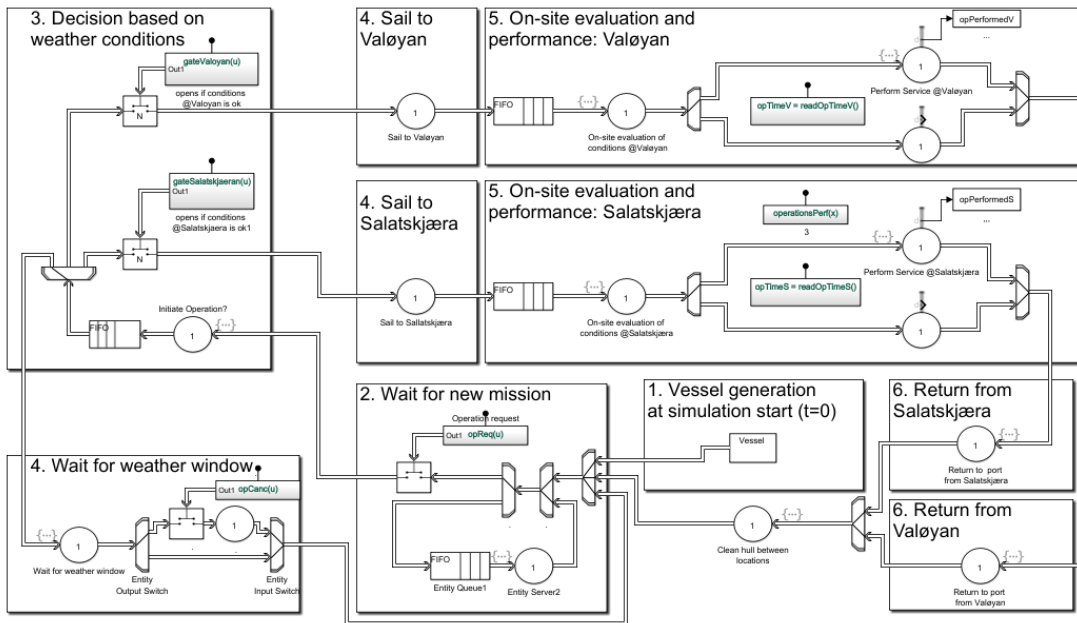 3. Decision based on
weather conditions
gateValoyan(u)
Out1
opens if conditions
@Valoyan is ok
N
gateSalatskjaeran(u)
Out1
opens if conditions
@Salatskjaera is ok1
N
Initiate Operation?
FIFO
1
{...}
4. Sail to
Valøyan
1
Sail to Valøyan
5. On-site evaluation and
performance: Valøyan
FIFO
{...}
1
On-site evaluation of
conditions @Valøyan
opTimeV = readOpTimeV()
{...}
1
Perform Service @Valøyan
opPerformedV
...
1
4. Sail to
Salatskjæra
1
Sail to Sallatskjæra
5. On-site evaluation and
performance: Salatskjæra
FIFO
{...}
1
On-site evaluation of
conditions @Salatskjæra
operationsPerf(x)
3
opTimeS = readOpTimeS()
{...}
1
Perform Service @Salatskjæra
opPerformedS
...
1
4. Wait for weather window
Out1
opCanc(u)
{...}
1
Wait for weather window
1
Entity
Output Switch
Entity
Input Switch
2. Wait for new mission
Operation request
Out1
opReq(u)
FIFO
Entity Queue1
{...}
1
Entity Server2
1. Vessel generation
at simulation start (t=0)
Vessel
1
{...}
Clean hull between
locations
6. Return from
Salatskjæra
1
{...}
Return to port
from Salatskjæra
6. Return from
Valøyan
1
{...}
Return to port
from Valøyan